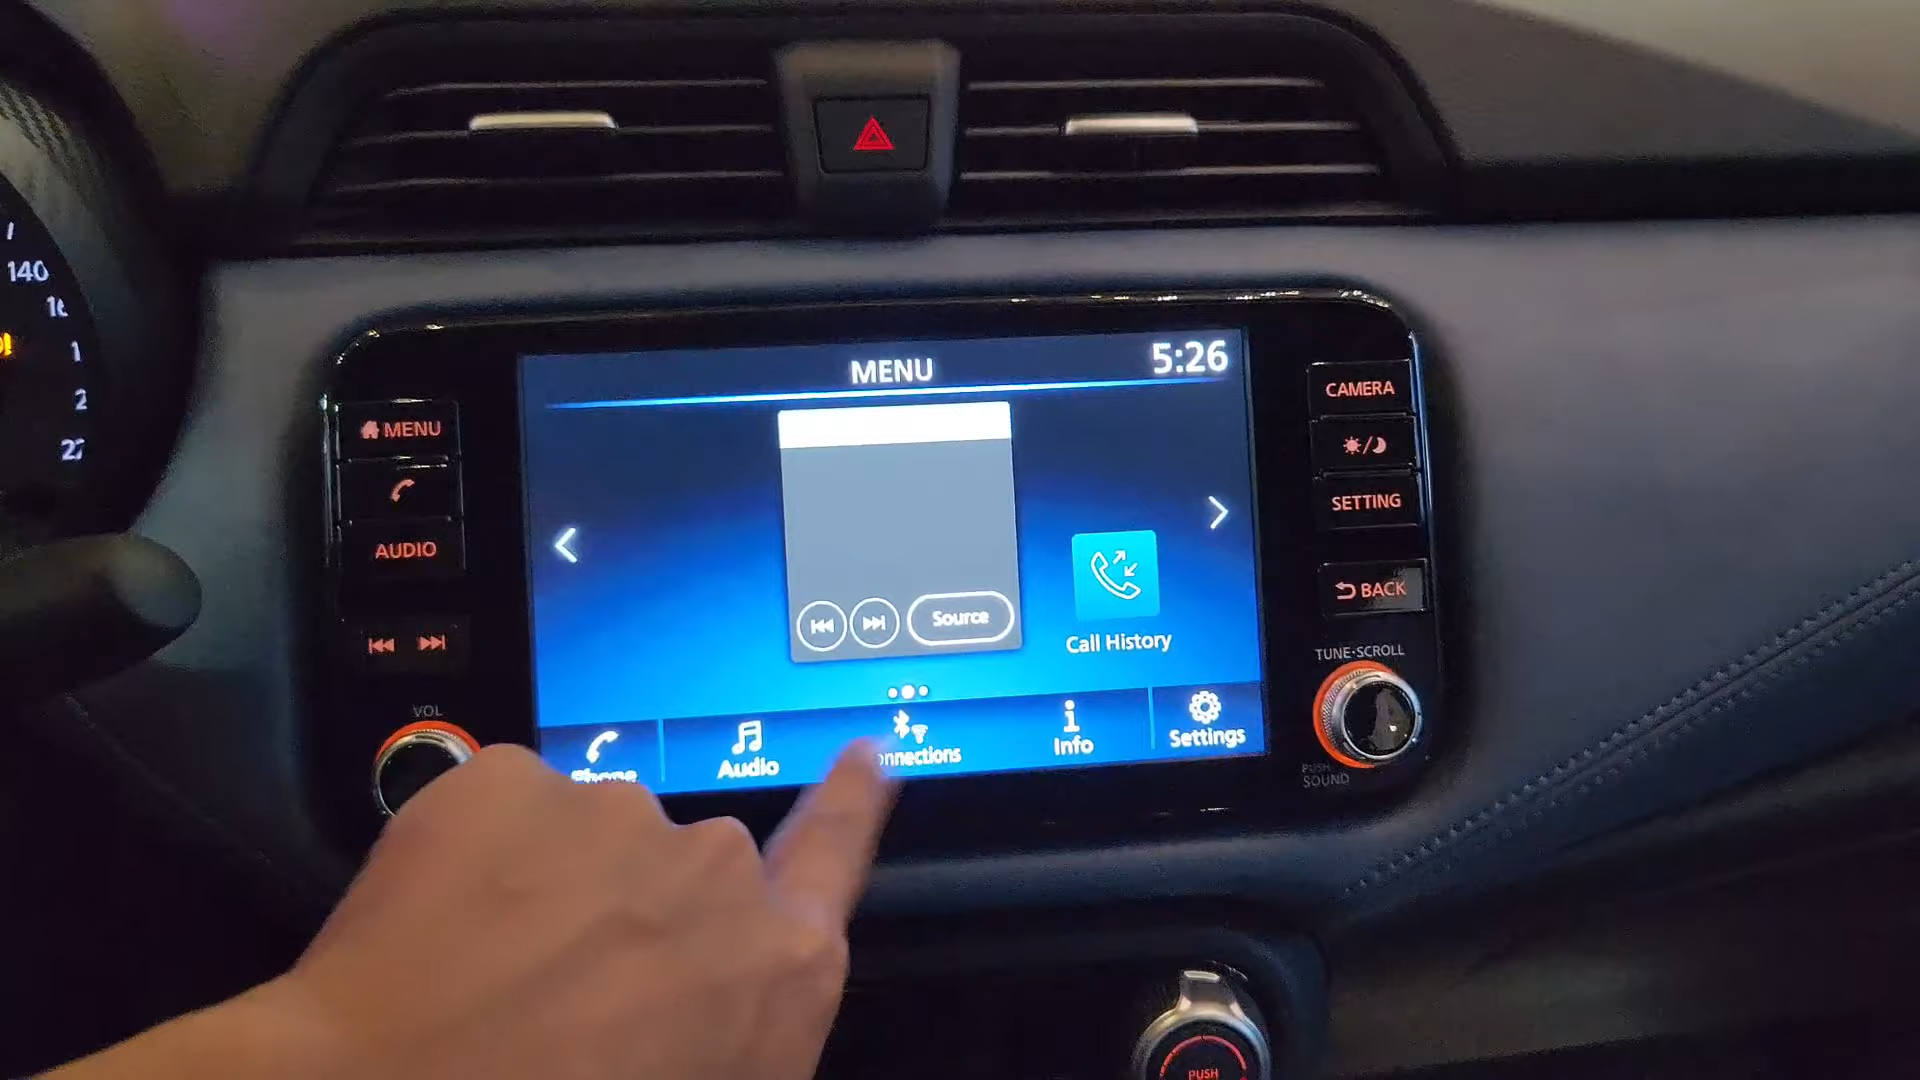 140
MENU
5:26
CAMERA
MENU
SETTING
AUDIO
BACK
Source
Call History
TUNE·SCROLL
VOL
Audio
Info
Settings
PUSH
SOUND
PUSH